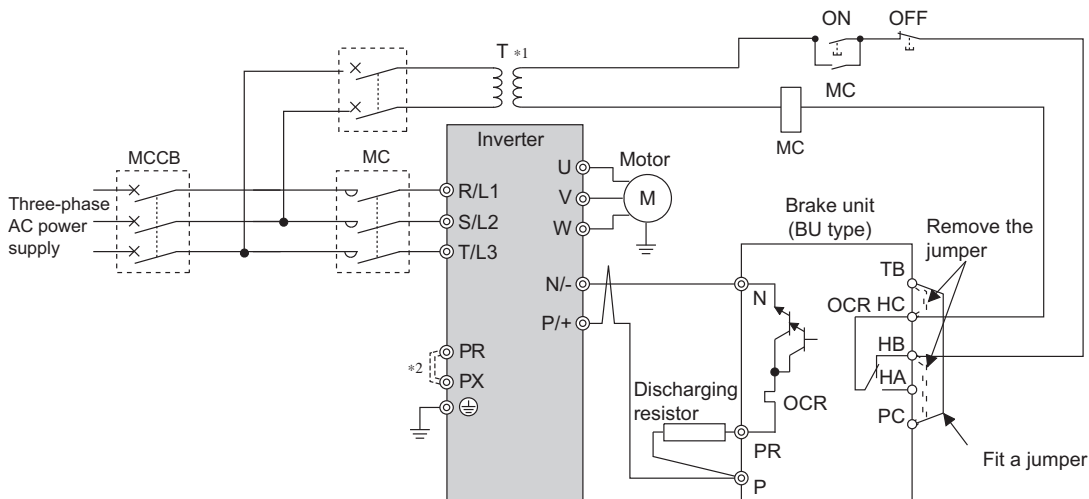 ON
OFF
T *1
MC
MC
Inverter
MCCB
MC
Motor
U
V
W
M
R/L1
S/L2
T/L3
Three-phase
AC power
supply
Brake unit
(BU type)
Remove the
jumper
TB
N/-
N
HC
OCR
P/+
HB
PR
*2
PX
HA
Discharging
resistor
OCR
PC
PR
P
Fit a jumper